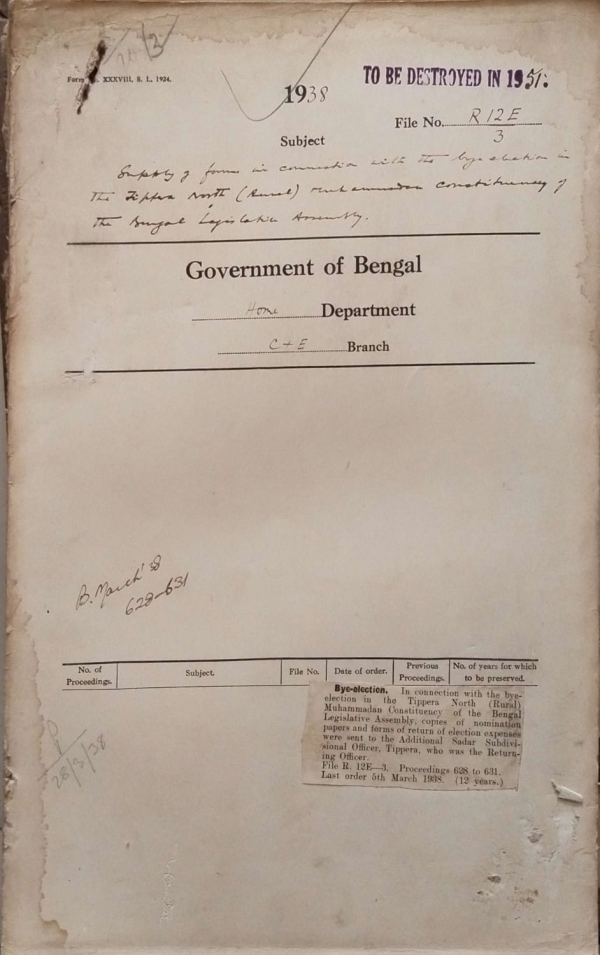 3
Form No. XXXVIII, S. L., 1934.
TO BE DESTROYED IN 1951.
1938
File No. R 12 E
3
Subject
Supply of forms in connection with the bye-election in
the Tippera North (Rural) Muhammadan Constituency of
the Bengal Legislative Assembly.
Government of Bengal
Home Department
C + E Branch
B. March '8
628-631
No. of Proceedings.
Subject.
File No.
Date of order.
Previous Proceedings.
No. of years for which to be preserved.
Bye-election. In connection with the bye-
election in the Tippera North (Rural)
Muhammadan Constituency of the Bengal
Legislative Assembly, copies of nomination
papers and forms of return of election expenses
were sent to the Additional Sadar Subdivi-
sional Officer, Tippera, who was the Return-
ing Officer.
File R. 12E—3. Proceedings 628 to 631.
Last order 5th March 1938. (12 years.)
28/3/38